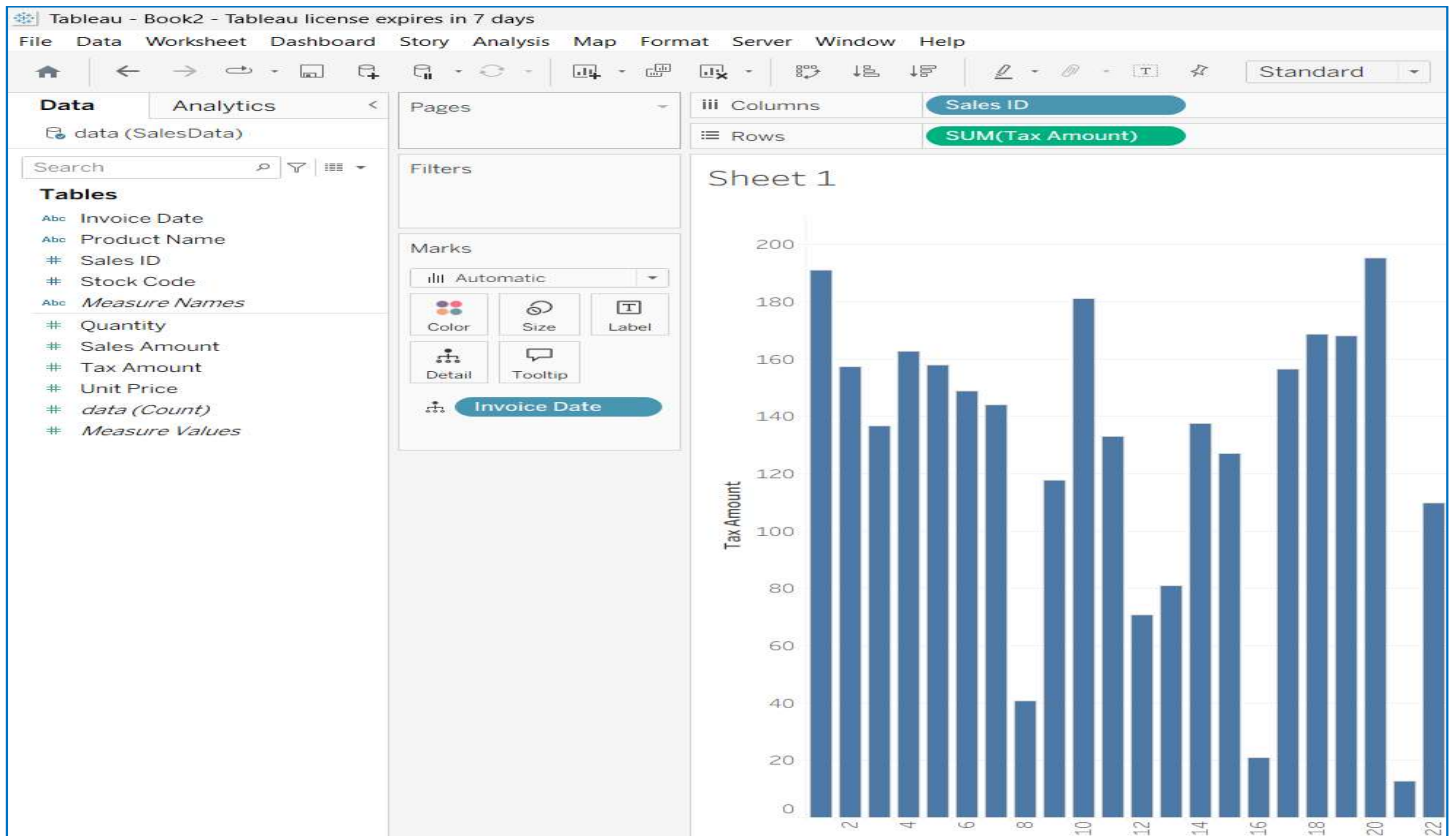 Tableau - Book2 - Tableau license expires in 7 days
File Data Worksheet Dashboard Story Analysis Map Format Server Window Help
Standard
Data Analytics
data (SalesData)
Search
Tables
Abc Invoice Date
Abc Product Name
# Sales ID
# Stock Code
Abc Measure Names
# Quantity
# Sales Amount
# Tax Amount
# Unit Price
# data (Count)
# Measure Values
Pages
Filters
Marks
Automatic
Color Size Label
Detail Tooltip
Invoice Date
iii Columns Sales ID
Rows SUM(Tax Amount)
Sheet 1
Tax Amount
200
180
160
140
120
100
80
60
40
20
0
2 4 6 8 10 12 14 16 18 20 22